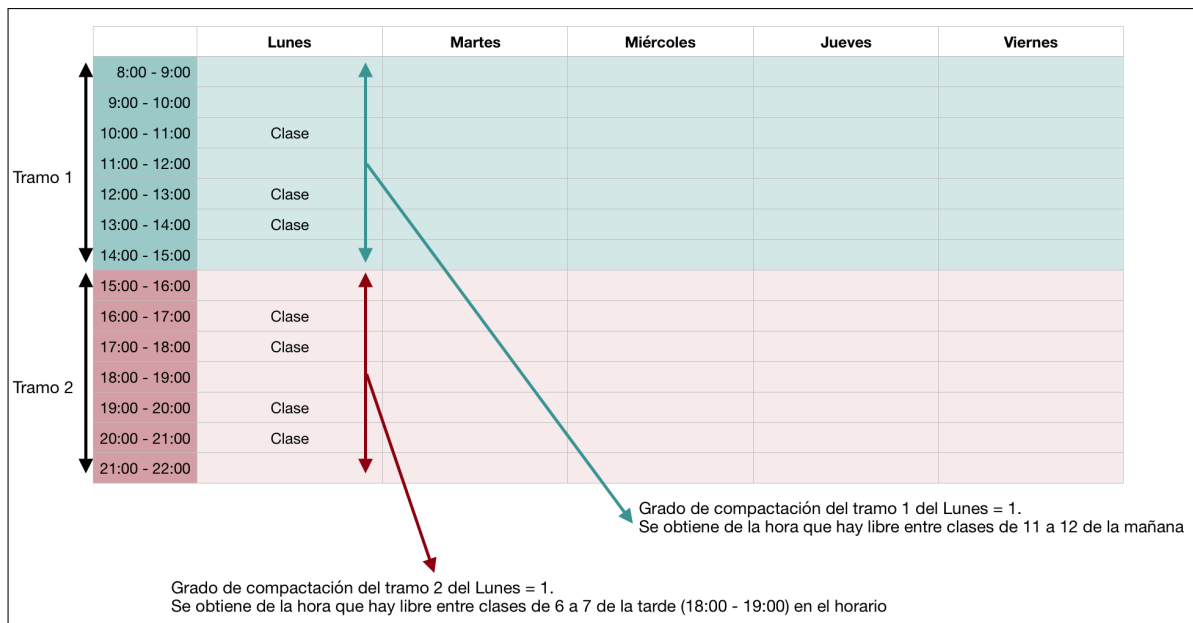 Lunes Martes Miércoles Jueves Viernes
8:00 - 9:00
9:00 - 10:00
10:00 - 11:00 Clase
11:00 - 12:00
Tramo 1
12:00 - 13:00 Clase
13:00 - 14:00 Clase
14:00 - 15:00
15:00 - 16:00
16:00 - 17:00 Clase
17:00 - 18:00 Clase
18:00 - 19:00
Tramo 2
19:00 - 20:00 Clase
20:00 - 21:00 Clase
21:00 - 22:00
Grado de compactación del tramo 1 del Lunes = 1.
Se obtiene de la hora que hay libre entre clases de 11 a 12 de la mañana
Grado de compactación del tramo 2 del Lunes = 1.
Se obtiene de la hora que hay libre entre clases de 6 a 7 de la tarde (18:00 - 19:00) en el horario